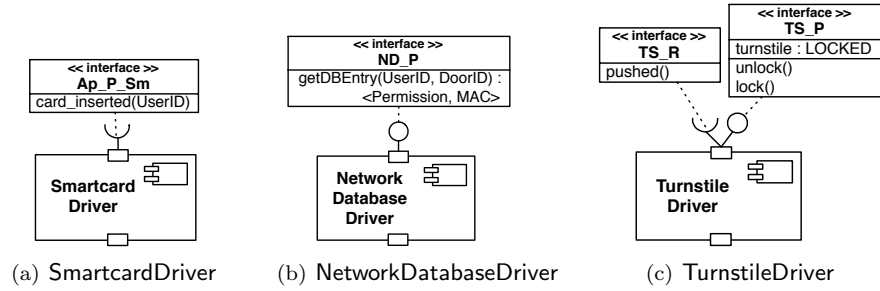 << interface >>
Ap_P_Sm
card_inserted(UserID)
Smartcard
Driver
(a) SmartcardDriver
<< interface >>
ND_P
getDBEntry(UserID, DoorID) :
<Permission, MAC>
Network
Database
Driver
(b) NetworkDatabaseDriver
<< interface >>
TS_R
pushed()
<< interface >>
TS_P
turnstile : LOCKED
unlock()
lock()
Turnstile
Driver
(c) TurnstileDriver